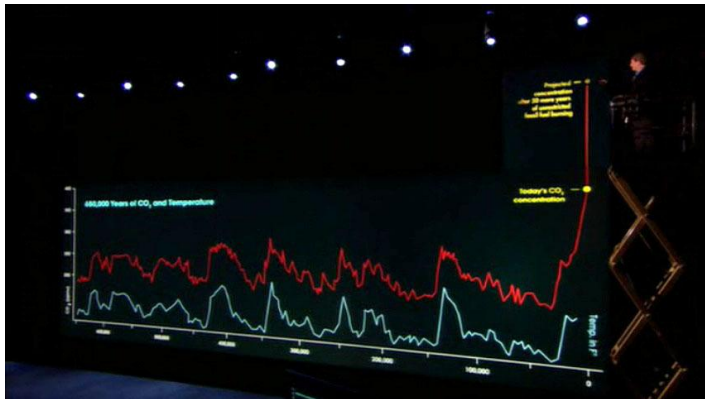 Projected
concentration
after 50 more years
of unrestricted
fossil fuel burning
Today's CO₂
concentration
650,000 Years of CO₂ and Temperature
Temp. in F°
100,000
0